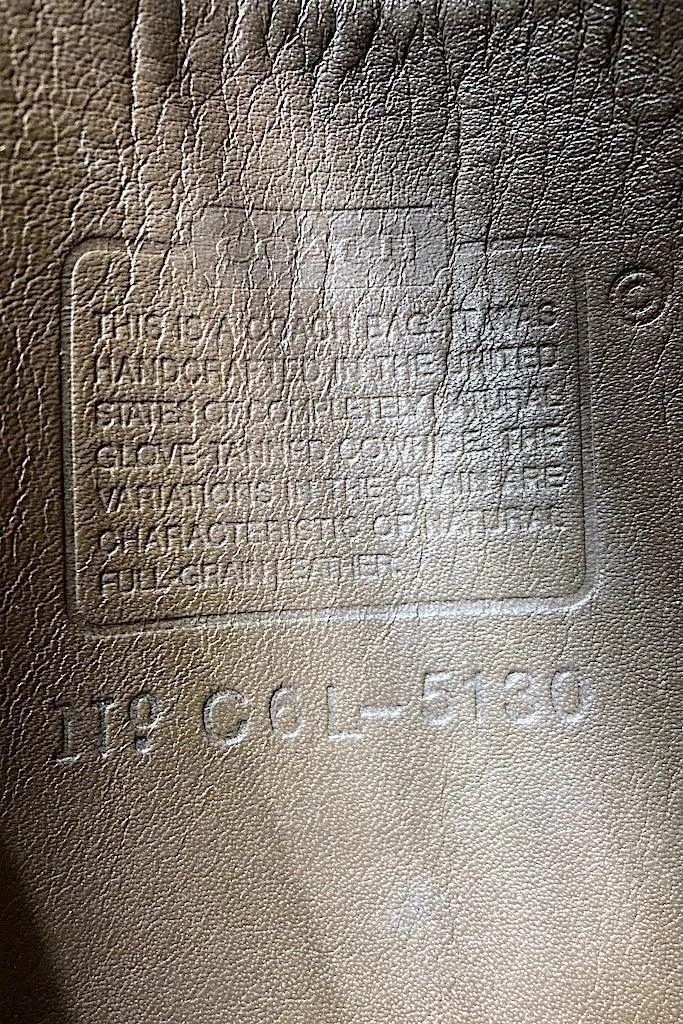 COACH
©
THIS IS A COACH BAG. IT WAS
HANDCRAFTED IN THE UNITED
STATES OF COMPLETELY NATURAL
GLOVE TANNED COWHIDE. THE
VARIATIONS IN THE GRAIN ARE
CHARACTERISTIC OF NATURAL
FULL-GRAIN LEATHER.
C6L-5130